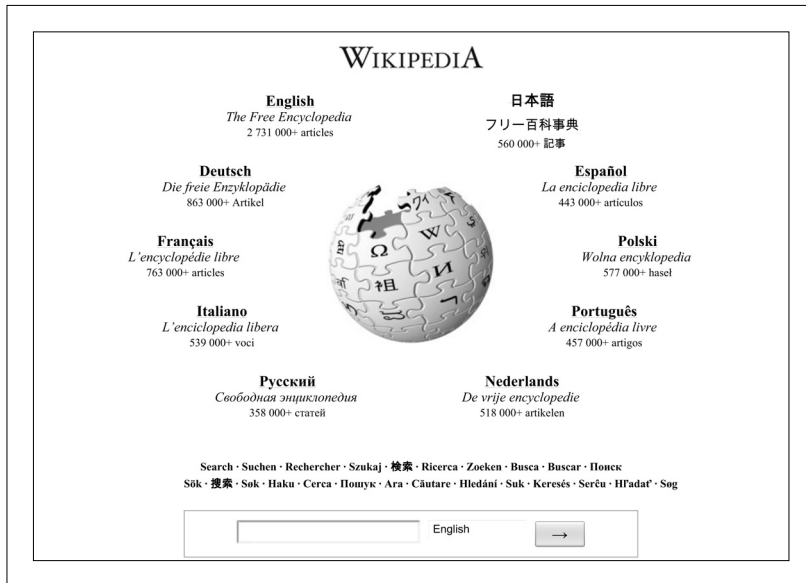 WIKIPEDIA
English
The Free Encyclopedia
2 731 000+ articles
日本語
フリー百科事典
560 000+ 記事
Deutsch
Die freie Enzyklopädie
863 000+ Artikel
Español
La enciclopedia libre
443 000+ artículos
Français
L'encyclopédie libre
763 000+ articles
Polski
Wolna encyklopedia
577 000+ haseł
Italiano
L'enciclopedia libera
539 000+ voci
Português
A enciclopédia livre
457 000+ artigos
Русский
Свободная энциклопедия
358 000+ статей
Nederlands
De vrije encyclopedie
518 000+ artikelen
Ω
W
И
祖
Search · Suchen · Rechercher · Szukaj · 検索 · Ricerca · Zoeken · Busca · Buscar · Поиск
Sök · 搜索 · Søk · Haku · Cerca · Пошук · Ara · Căutare · Hledání · Suk · Keresés · Serĉu · Hľadať · Søg
English →